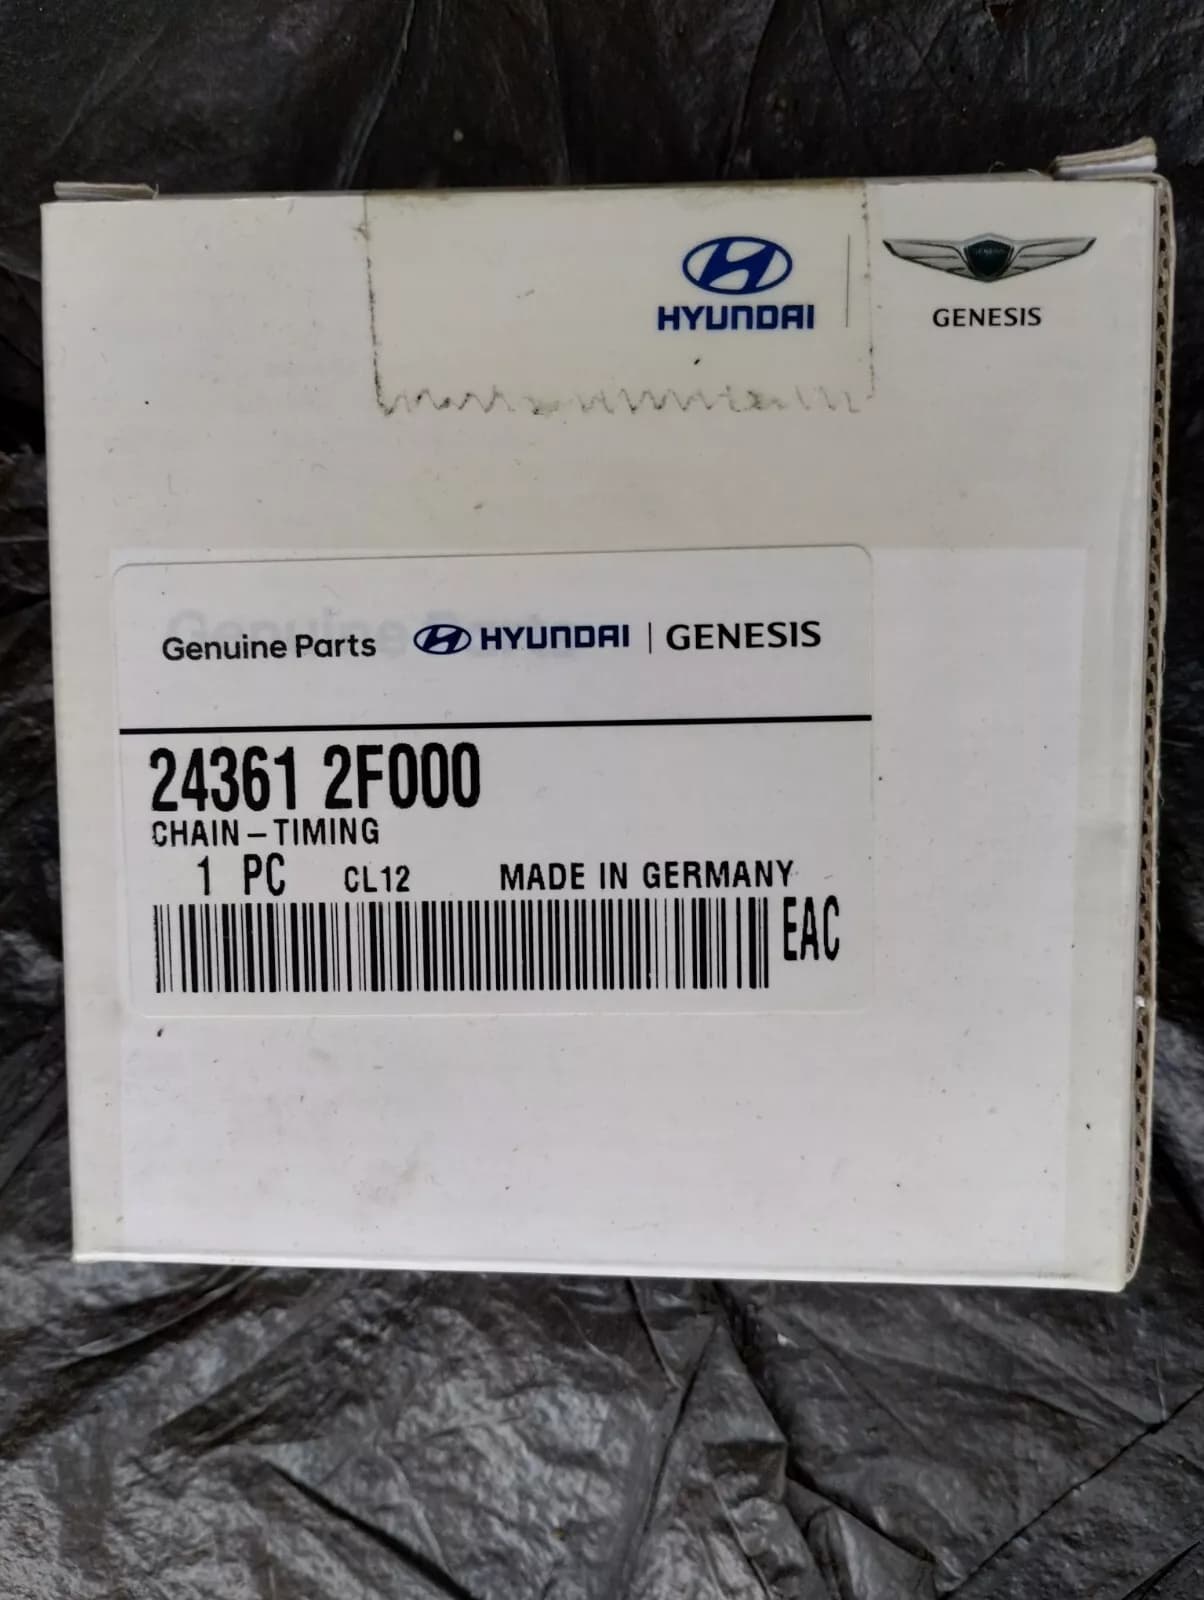 HYUNDAI
GENESIS
Genuine Parts HYUNDAI | GENESIS
24361 2F000
CHAIN-TIMING
1 PC CL12 MADE IN GERMANY
EAC